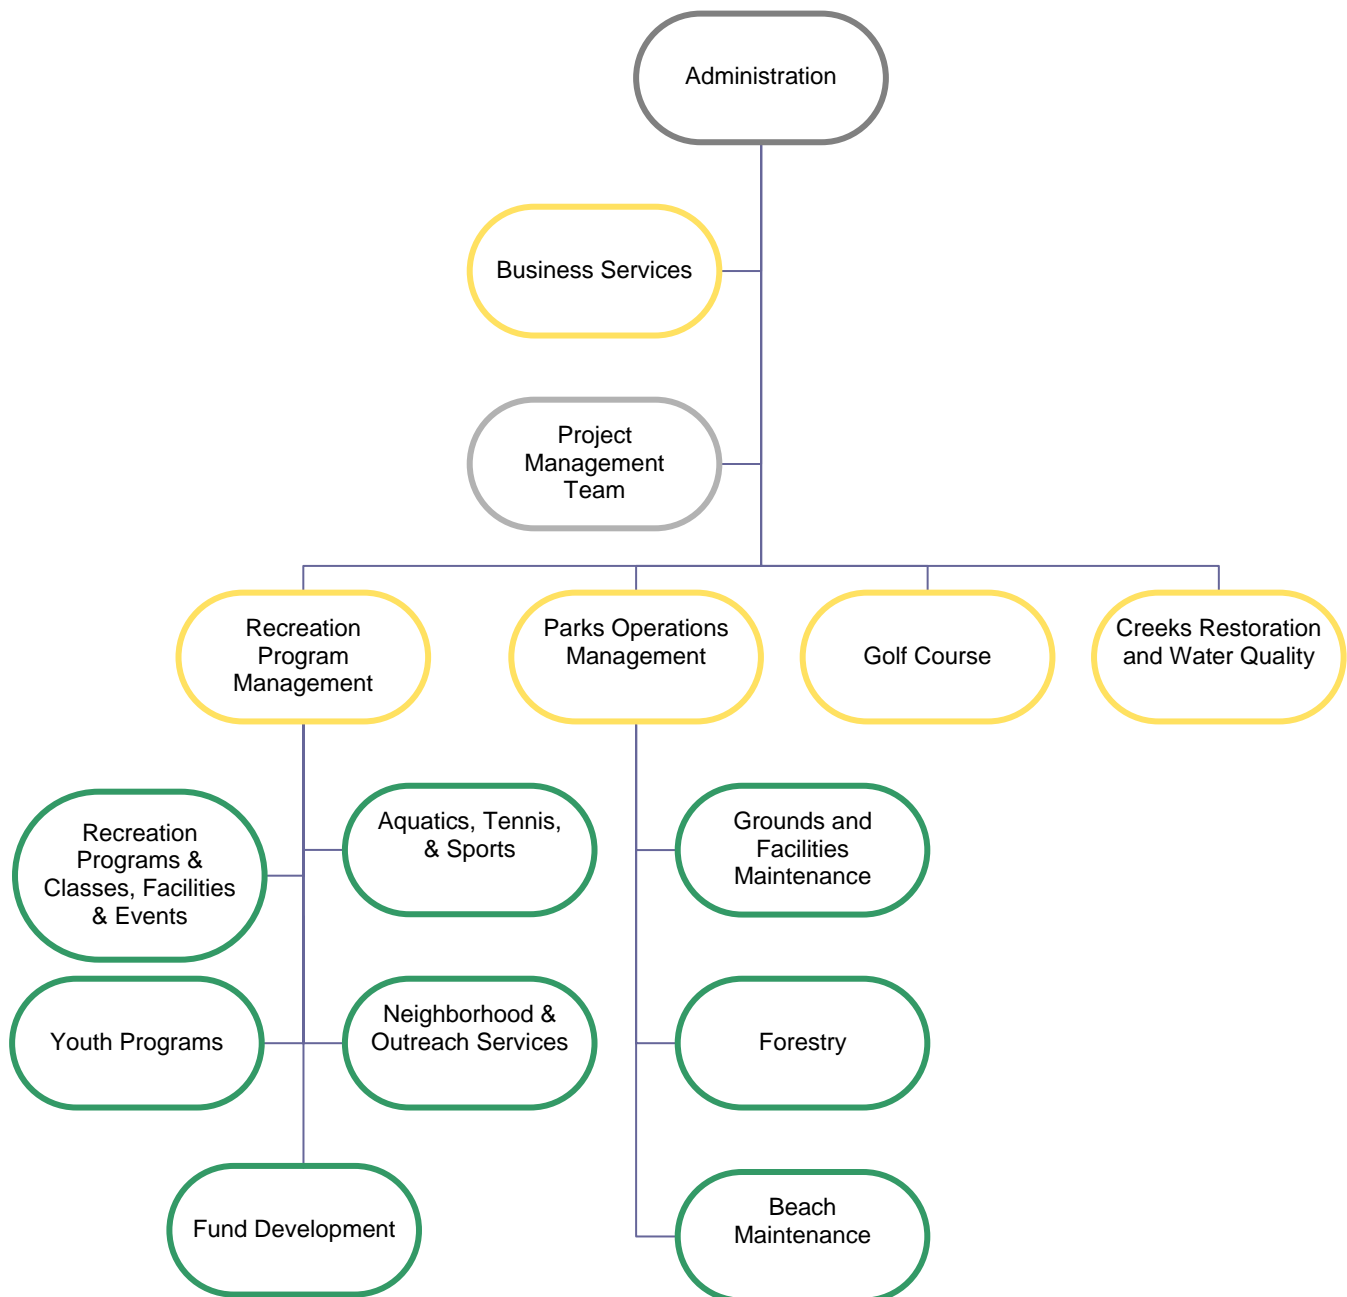 Administration
Business Services
Project
Management
Team
Recreation
Program
Management
Parks Operations
Management
Golf Course
Creeks Restoration
and Water Quality
Recreation
Programs &
Classes, Facilities
& Events
Aquatics, Tennis,
& Sports
Grounds and
Facilities
Maintenance
Youth Programs
Neighborhood &
Outreach Services
Forestry
Fund Development
Beach
Maintenance